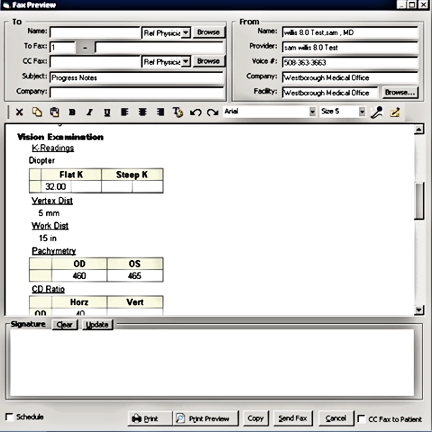 Fax Preview
To
Name: Ref Physicia Browse
To Fax: 1 -
CC Fax: Ref Physicia Browse
Subject: Progress Notes
Company:
From
Name: willis 8.0 Test,sam , MD
Provider: sam willis 8.0 Test
Voice #: 508-363-3663
Company: Westborough Medical Office
Facility: Westborough Medical Office Browse...
B I U Arial Size 5
Vision Examination
K-Readings
Diopter
Flat K Steep K
32.00
Vertex Dist
5 mm
Work Dist
15 in
Pachymetry
OD OS
460 465
CD Ratio
Horz Vert
OD 40
Signature Clear Update
Schedule Print Print Preview Copy Send Fax Cancel CC Fax to Patient